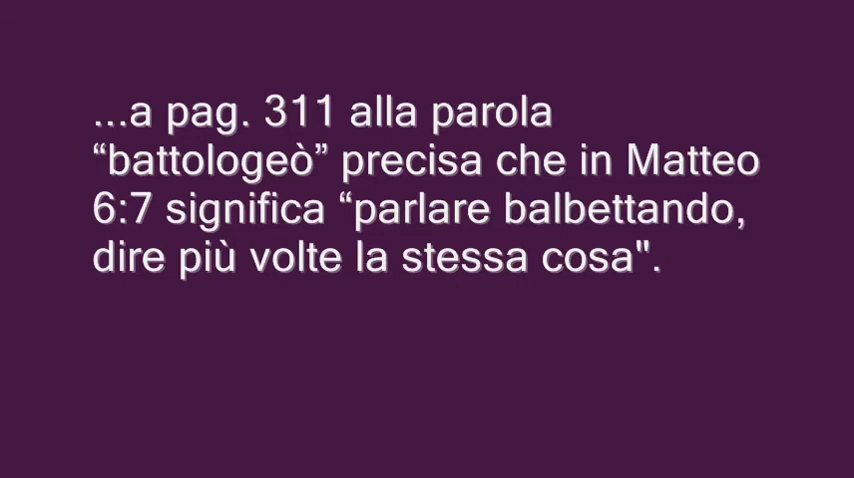 ...a pag. 311 alla parola
“battologeò” precisa che in Matteo
6:7 significa “parlare balbettando,
dire più volte la stessa cosa".